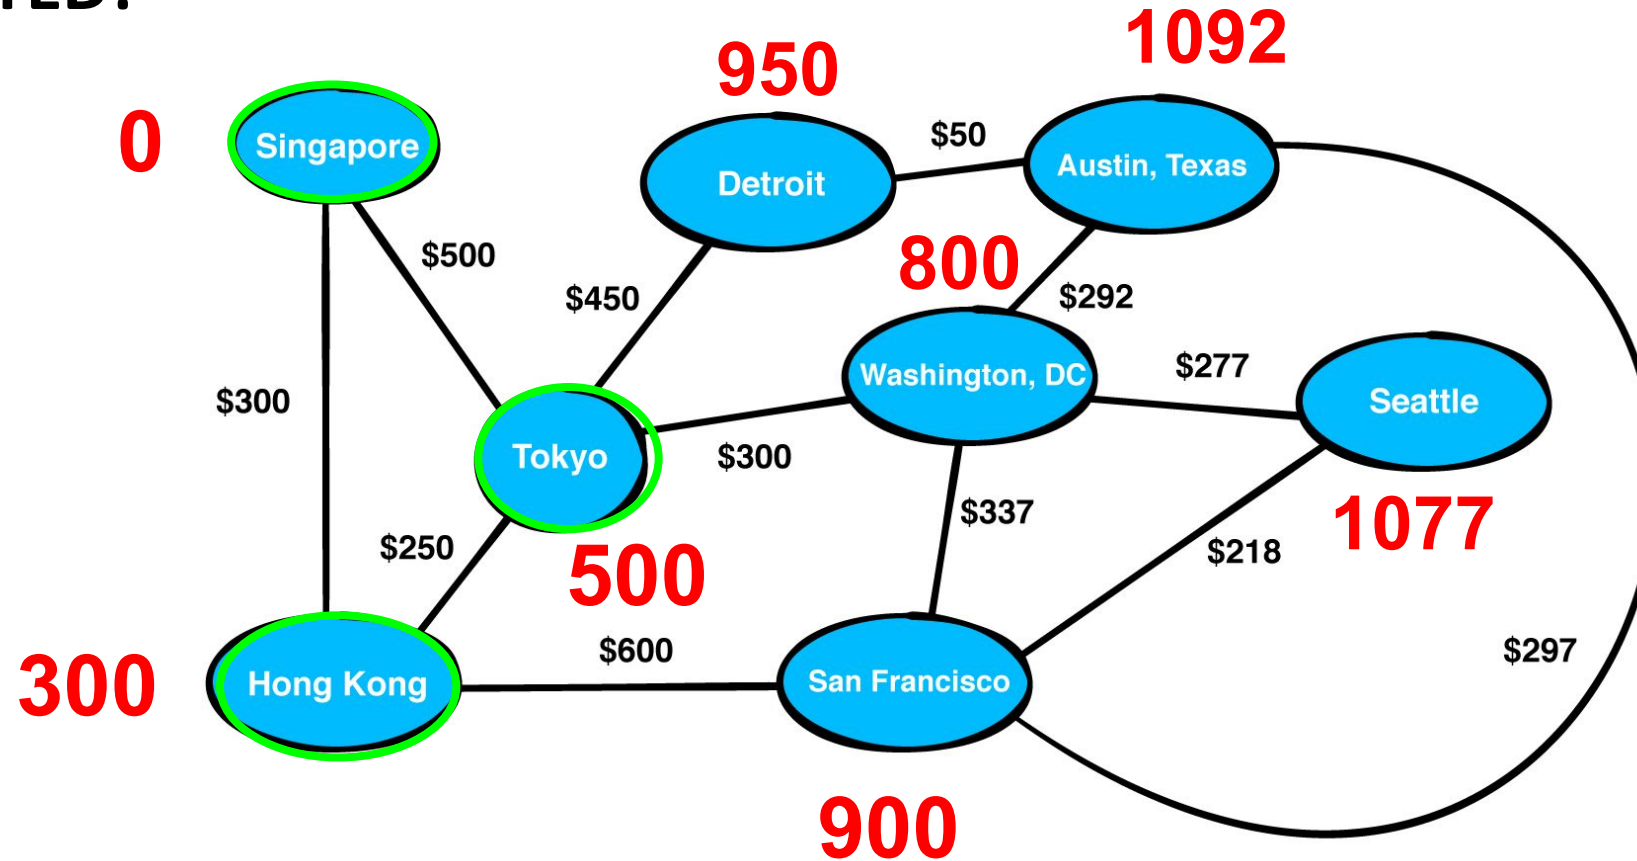 TED?
1092
950
0
Singapore
$50
Detroit
Austin, Texas
$500
800
$450
$292
$300
Washington, DC
$277
Seattle
Tokyo
$300
$337
1077
$250
$218
500
$600
$297
300
Hong Kong
San Francisco
900